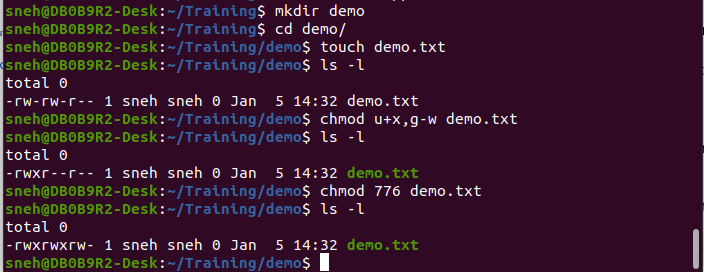 sneh@DB0B9R2-Desk:~/Training$ mkdir demo
sneh@DB0B9R2-Desk:~/Training$ cd demo/
sneh@DB0B9R2-Desk:~/Training/demo$ touch demo.txt
sneh@DB0B9R2-Desk:~/Training/demo$ ls -l
total 0
-rw-rw-r-- 1 sneh sneh 0 Jan  5 14:32 demo.txt
sneh@DB0B9R2-Desk:~/Training/demo$ chmod u+x,g-w demo.txt
sneh@DB0B9R2-Desk:~/Training/demo$ ls -l
total 0
-rwxr--r-- 1 sneh sneh 0 Jan  5 14:32 demo.txt
sneh@DB0B9R2-Desk:~/Training/demo$ chmod 776 demo.txt
sneh@DB0B9R2-Desk:~/Training/demo$ ls -l
total 0
-rwxrwxrw- 1 sneh sneh 0 Jan  5 14:32 demo.txt
sneh@DB0B9R2-Desk:~/Training/demo$